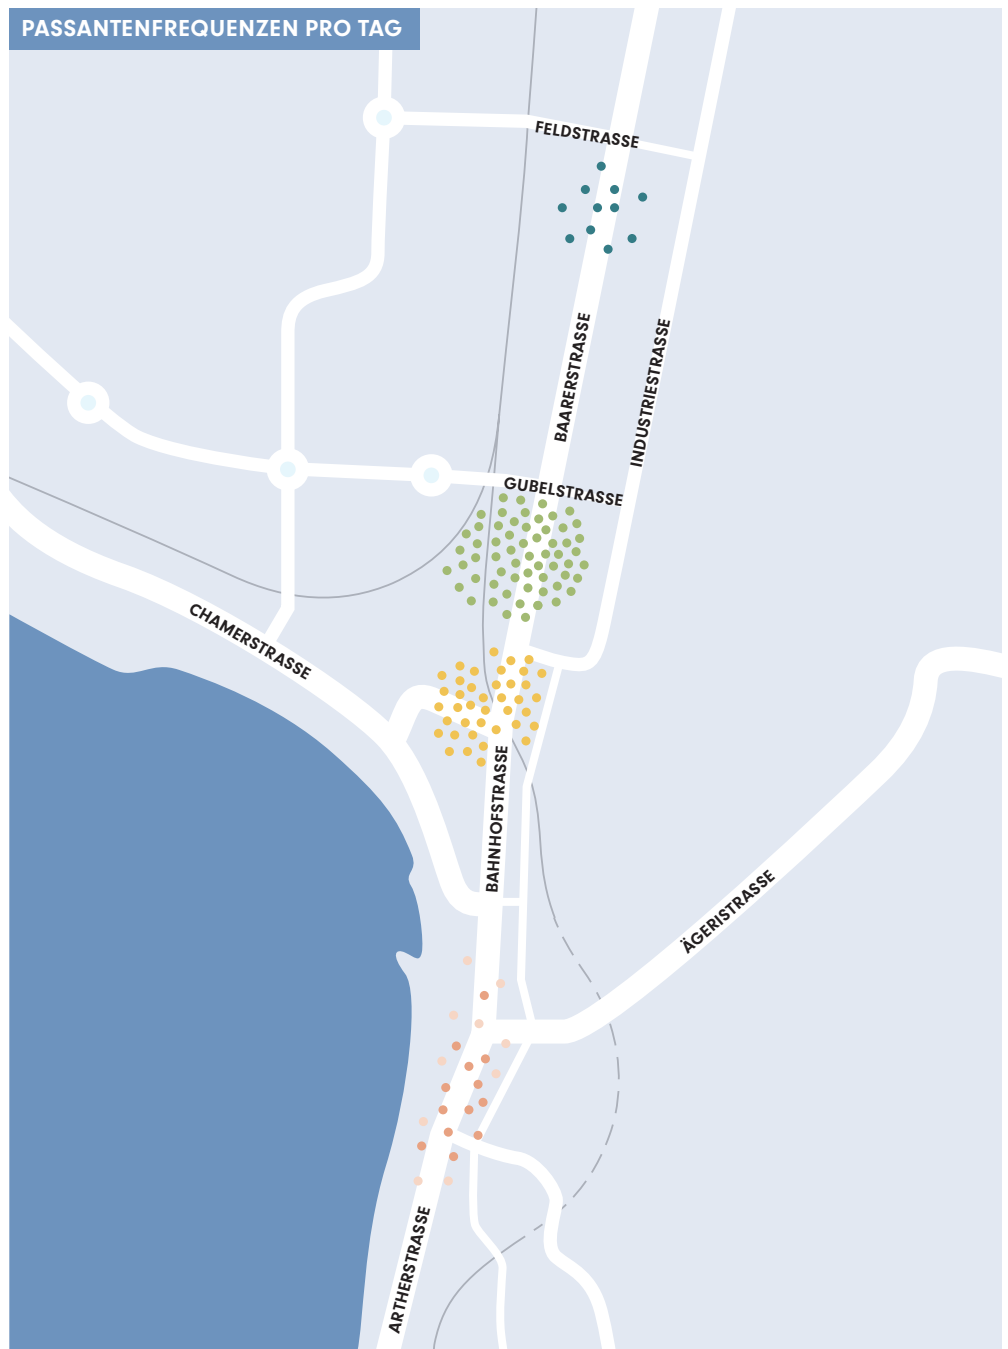 PASSANTENFREQUENZEN PRO TAG
FELDSTRASSE
BAARERSTRASSE
INDUSTRIESTRASSE
GUBELSTRASSE
CHAMERSTRASSE
BAHNHOFSTRASSE
ÄGERISTRASSE
ARTHERSTRASSE